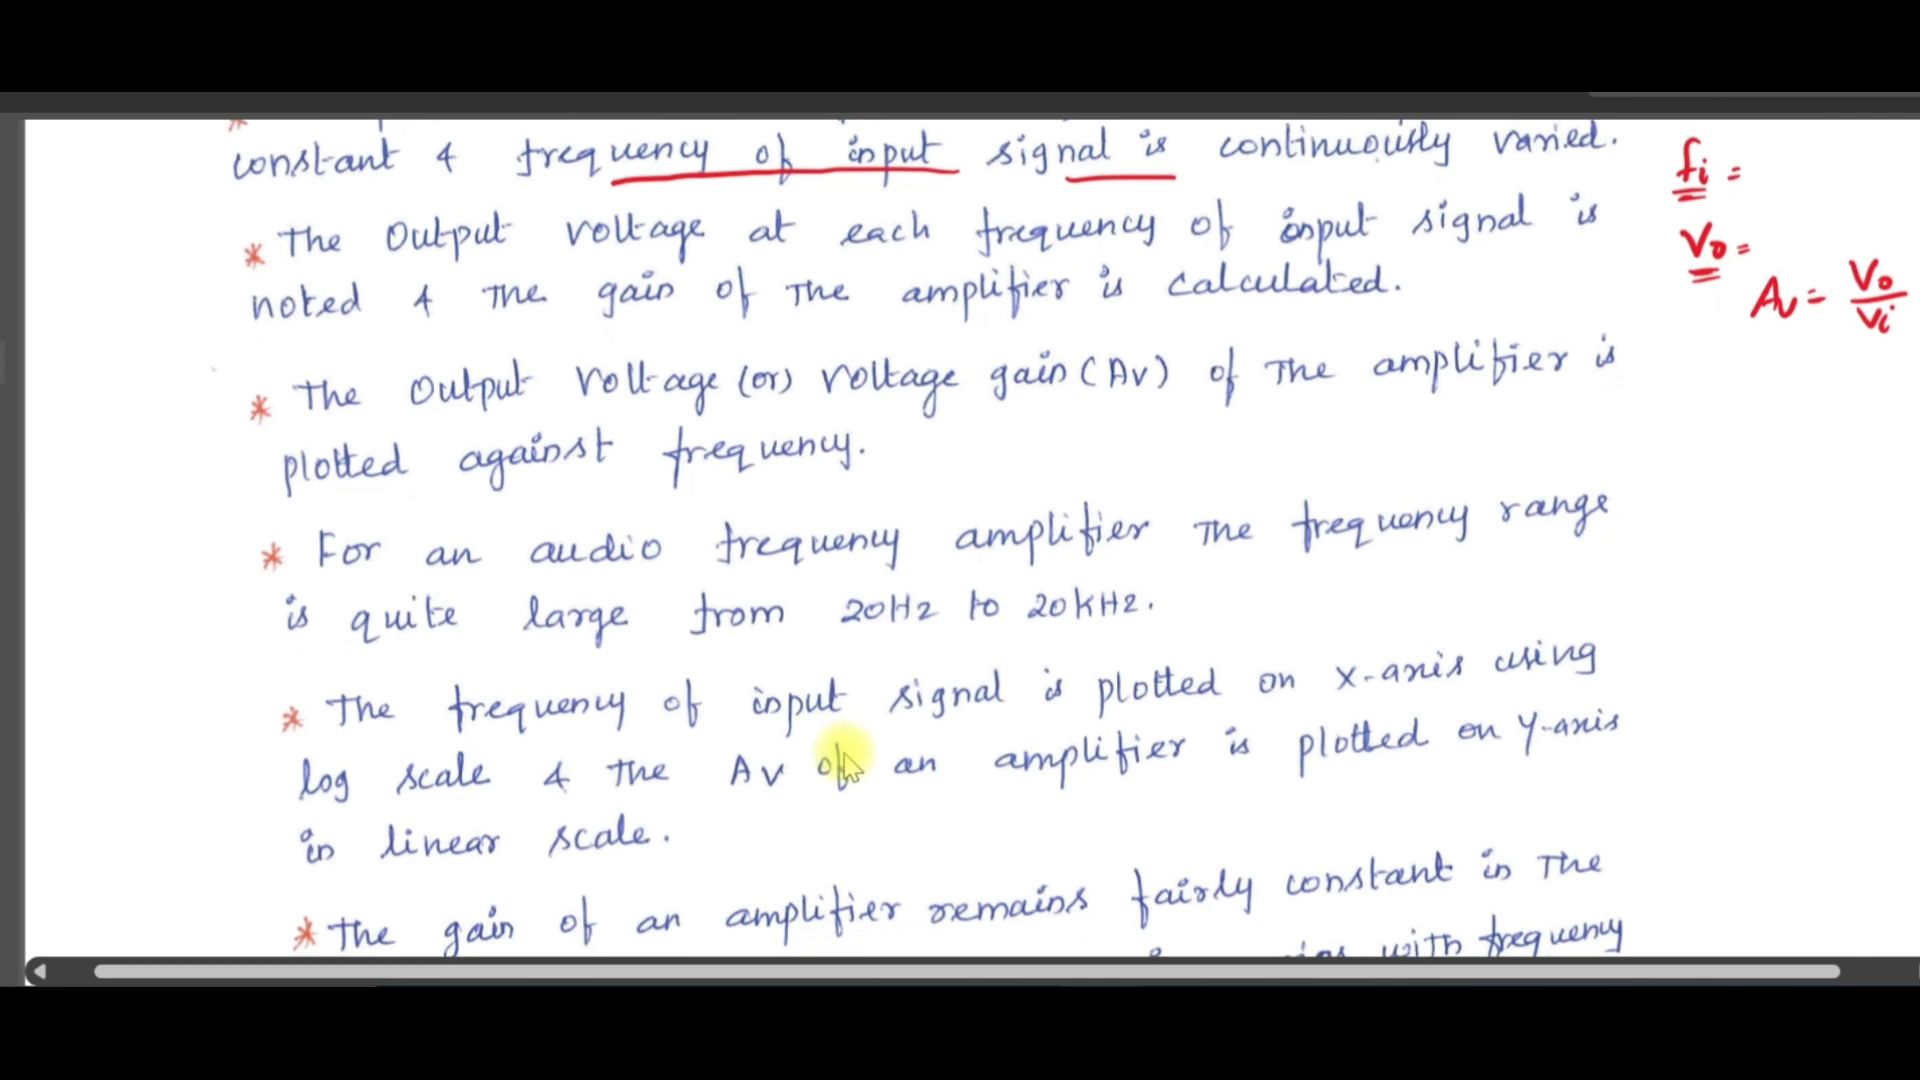 constant & frequency of input signal is continuously varied.
fi =
* The output voltage at each frequency of input signal is
Vo =
noted & the gain of the amplifier is calculated.
Av = Vo/Vi
* The output voltage (or) voltage gain (Av) of the amplifier is
plotted against frequency.
* For an audio frequency amplifier the frequency range
is quite large from 20Hz to 20kHz.
* The frequency of input signal is plotted on x-axis using
log scale & the Av of an amplifier is plotted on y-axis
in linear scale.
* The gain of an amplifier remains fairly constant in the
with frequency